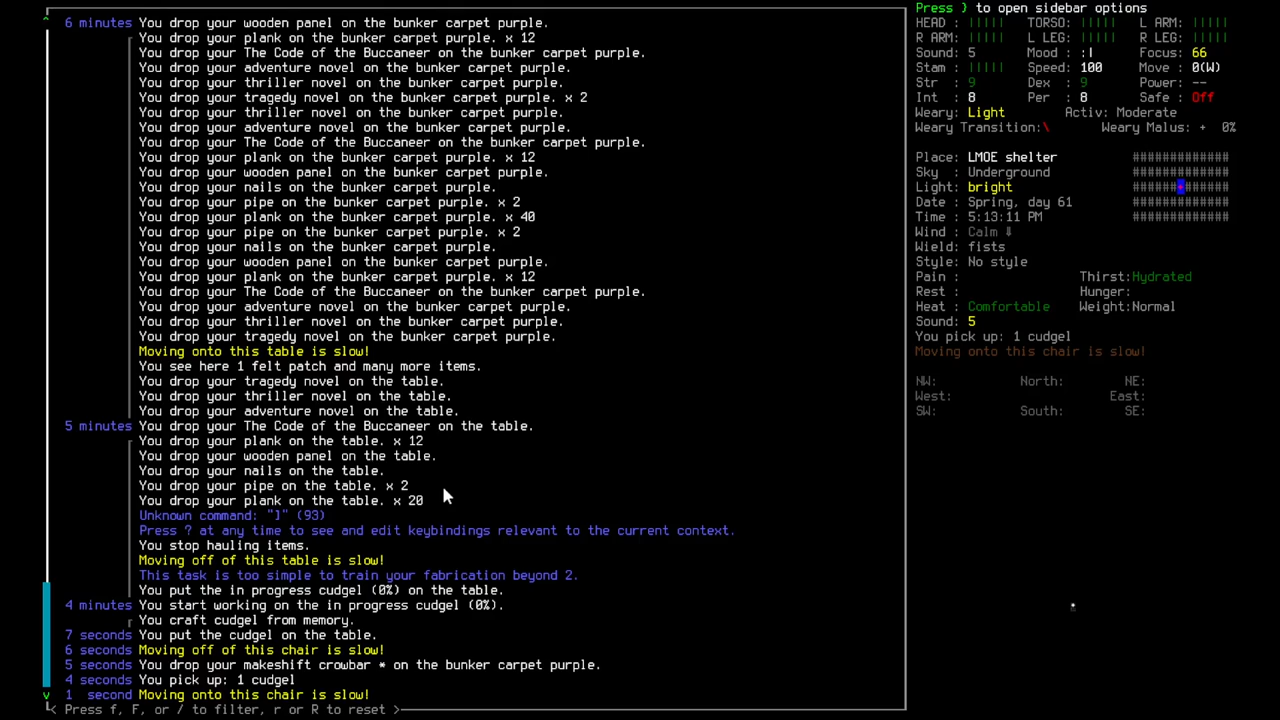 Press } to open sidebar options
6 minutes You drop your wooden panel on the bunker carpet purple.
You drop your plank on the bunker carpet purple. x 12
You drop your The Code of the Buccaneer on the bunker carpet purple.
You drop your adventure novel on the bunker carpet purple.
You drop your thriller novel on the bunker carpet purple.
You drop your tragedy novel on the bunker carpet purple. x 2
You drop your thriller novel on the bunker carpet purple.
You drop your adventure novel on the bunker carpet purple.
You drop your The Code of the Buccaneer on the bunker carpet purple.
You drop your plank on the bunker carpet purple. x 12
You drop your wooden panel on the bunker carpet purple.
You drop your nails on the bunker carpet purple.
You drop your pipe on the bunker carpet purple. x 2
You drop your plank on the bunker carpet purple. x 40
You drop your pipe on the bunker carpet purple. x 2
You drop your nails on the bunker carpet purple.
You drop your wooden panel on the bunker carpet purple.
You drop your plank on the bunker carpet purple. x 12
You drop your The Code of the Buccaneer on the bunker carpet purple.
You drop your adventure novel on the bunker carpet purple.
You drop your thriller novel on the bunker carpet purple.
You drop your tragedy novel on the bunker carpet purple.
Moving onto this table is slow!
You see here 1 felt patch and many more items.
You drop your tragedy novel on the table.
You drop your thriller novel on the table.
You drop your adventure novel on the table.
5 minutes You drop your The Code of the Buccaneer on the table.
You drop your plank on the table. x 12
You drop your wooden panel on the table.
You drop your nails on the table.
You drop your pipe on the table. x 2
You drop your plank on the table. x 20
Unknown command: "]" (93)
Press ? at any time to see and edit keybindings relevant to the current context.
You stop hauling items.
Moving off of this table is slow!
This task is too simple to train your fabrication beyond 2.
You put the in progress cudgel (0%) on the table.
4 minutes You start working on the in progress cudgel (0%).
You craft cudgel from memory.
7 seconds You put the cudgel on the table.
6 seconds Moving off of this chair is slow!
5 seconds You drop your makeshift crowbar * on the bunker carpet purple.
4 seconds You pick up: 1 cudgel
1 second Moving onto this chair is slow!
< Press f, F, or / to filter, r or R to reset >
HEAD : ||||| TORSO: ||||| L ARM: |||||
R ARM: ||||| L LEG: ||||| R LEG: |||||
Sound: 5 Mood : :| Focus: 66
Stam : ||||| Speed: 100 Move : 0(W)
Str : 9 Dex : 9 Power: --
Int : 8 Per : 8 Safe : Off
Weary: Light Activ: Moderate
Weary Transition:\ Weary Malus: + 0%
Place: LMOE shelter #############
Sky : Underground #############
Light: bright ######*######
Date : Spring, day 61 #############
Time : 5:13:11 PM #############
Wind : Calm ⇓
Wield: fists
Style: No style
Pain : Thirst:Hydrated
Rest : Hunger:
Heat : Comfortable Weight:Normal
Sound: 5
You pick up: 1 cudgel
Moving onto this chair is slow!
NW: North: NE:
West: East:
SW: South: SE: